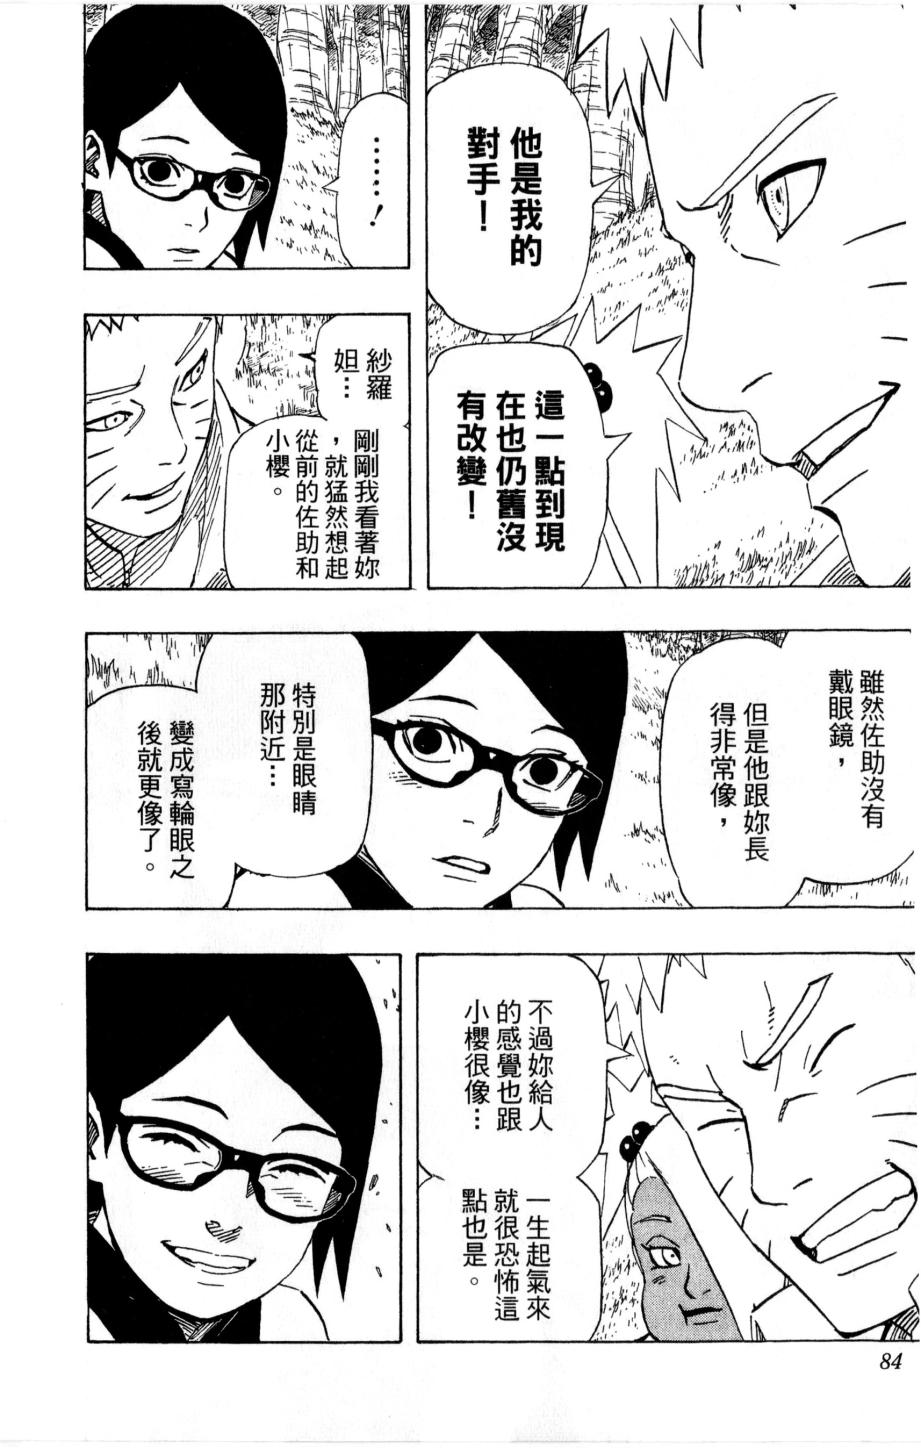 他是我的
對手！
這一點到現
在也仍舊沒
有改變！
……！
紗羅
妲…
剛剛我看著妳
，就猛然想起
從前的佐助和
小櫻。
雖然佐助沒有
戴眼鏡，
但是他跟妳長
得非常像，
特別是眼睛
那附近…
變成寫輪眼之
後就更像了。
不過妳給人
的感覺也跟
小櫻很像…
一生起氣來
就很恐怖這
點也是。
84